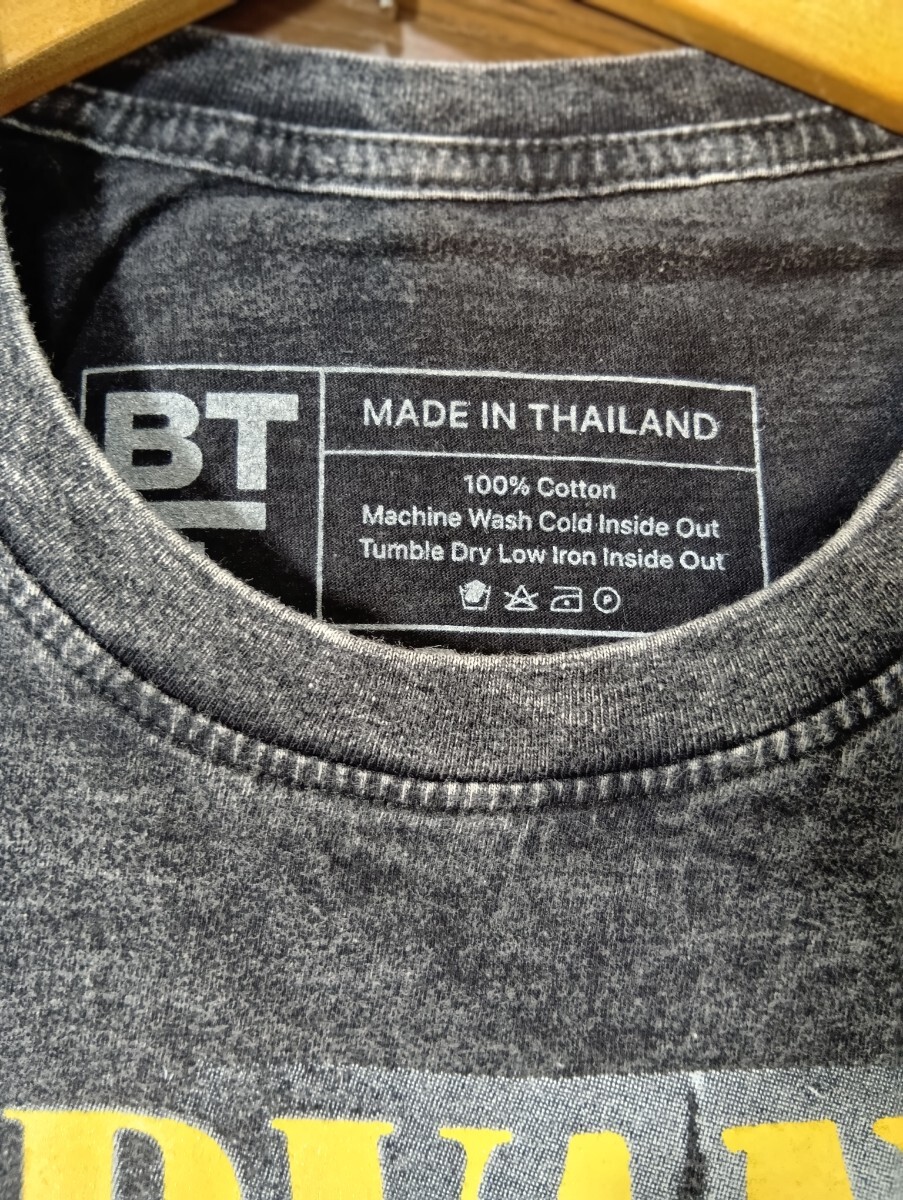 BT
MADE IN THAILAND
100% Cotton
Machine Wash Cold Inside Out
Tumble Dry Low Iron Inside Out
P